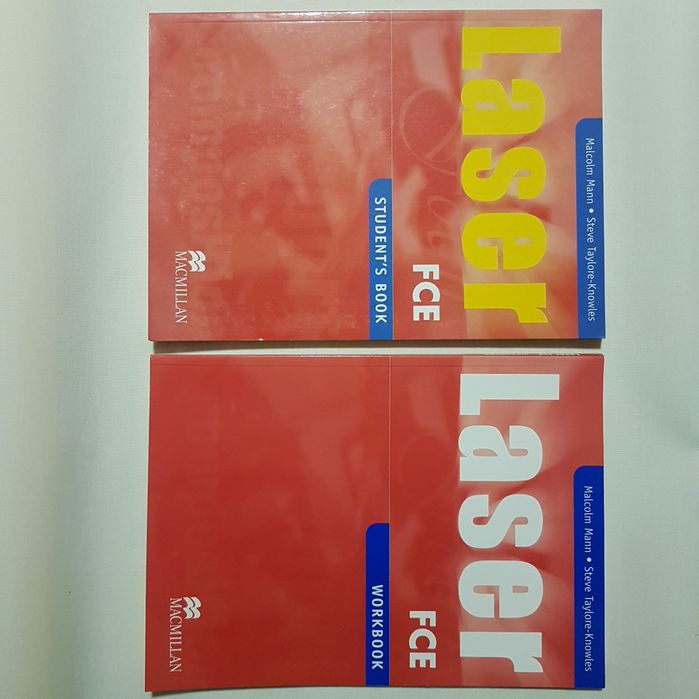 Malcolm Mann • Steve Taylore-Knowles
Laser
FCE
STUDENT'S BOOK
MACMILLAN
Malcolm Mann • Steve Taylore-Knowles
Laser
FCE
WORKBOOK
MACMILLAN